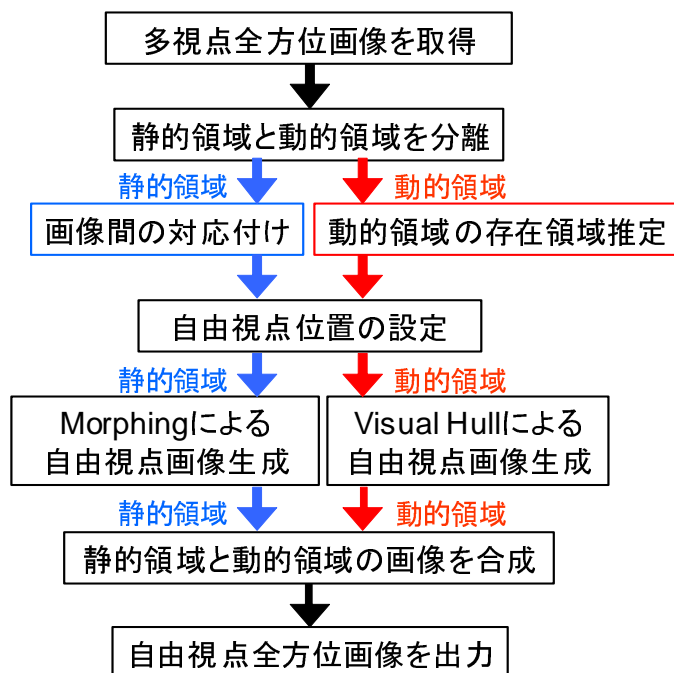 多視点全方位画像を取得
静的領域と動的領域を分離
静的領域
動的領域
画像間の対応付け
動的領域の存在領域推定
自由視点位置の設定
静的領域
動的領域
Morphingによる
自由視点画像生成
Visual Hullによる
自由視点画像生成
静的領域
動的領域
静的領域と動的領域の画像を合成
自由視点全方位画像を出力